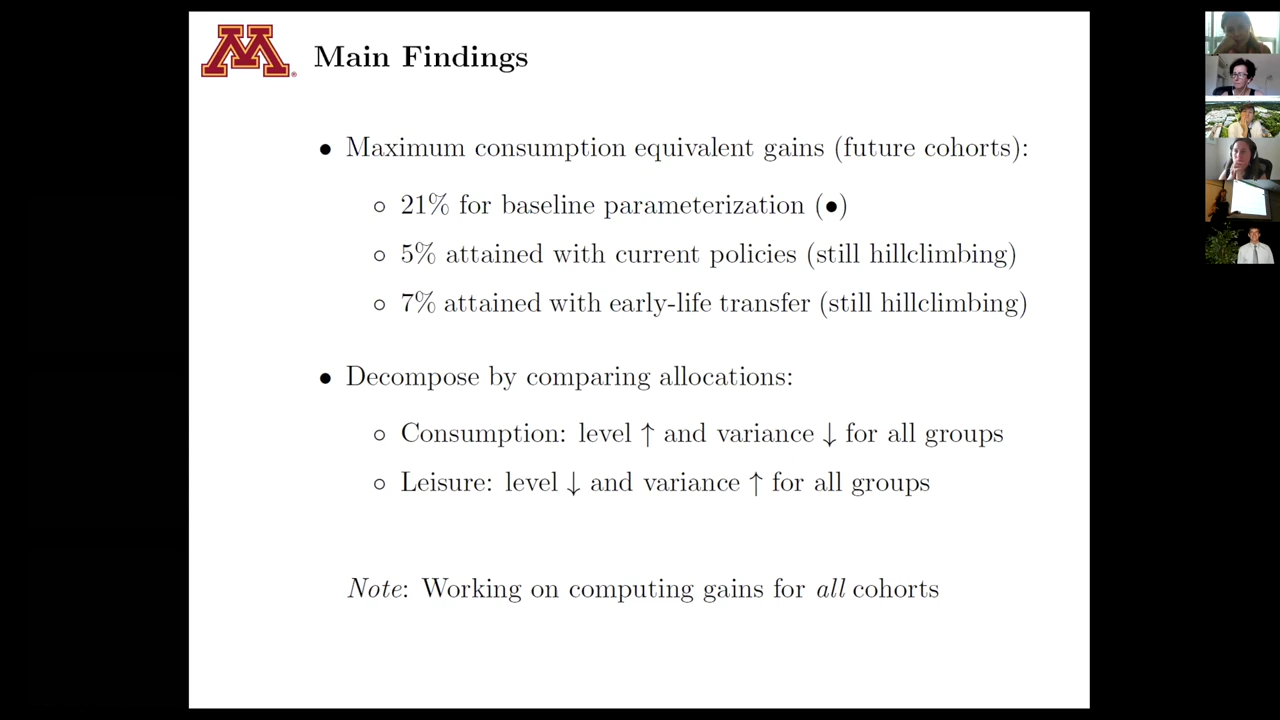 M
Main Findings
• Maximum consumption equivalent gains (future cohorts):
◦ 21% for baseline parameterization (•)
◦ 5% attained with current policies (still hillclimbing)
◦ 7% attained with early-life transfer (still hillclimbing)
• Decompose by comparing allocations:
◦ Consumption: level ↑ and variance ↓ for all groups
◦ Leisure: level ↓ and variance ↑ for all groups
Note: Working on computing gains for all cohorts